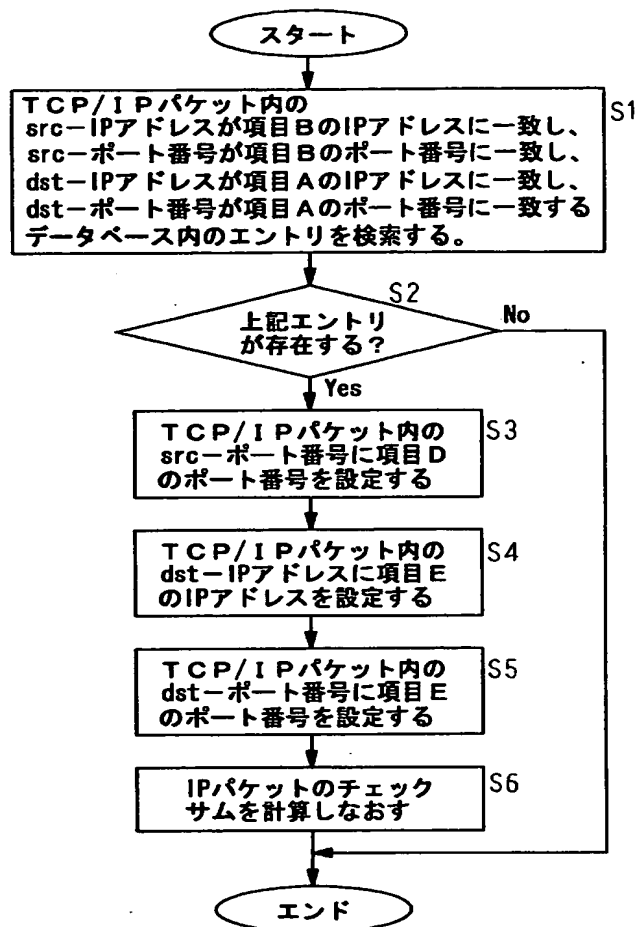 スタート
TCP/IPパケット内の S1
src-IPアドレスが項目BのIPアドレスに一致し、
src-ポート番号が項目Bのポート番号に一致し、
dst-IPアドレスが項目AのIPアドレスに一致し、
dst-ポート番号が項目Aのポート番号に一致する
データベース内のエントリを検索する。
S2
上記エントリ
が存在する?
No
Yes
TCP/IPパケット内の S3
src-ポート番号に項目D
のポート番号を設定する
TCP/IPパケット内の S4
dst-IPアドレスに項目E
のIPアドレスを設定する
TCP/IPパケット内の S5
dst-ポート番号に項目E
のポート番号を設定する
IPパケットのチェック S6
サムを計算しなおす
エンド